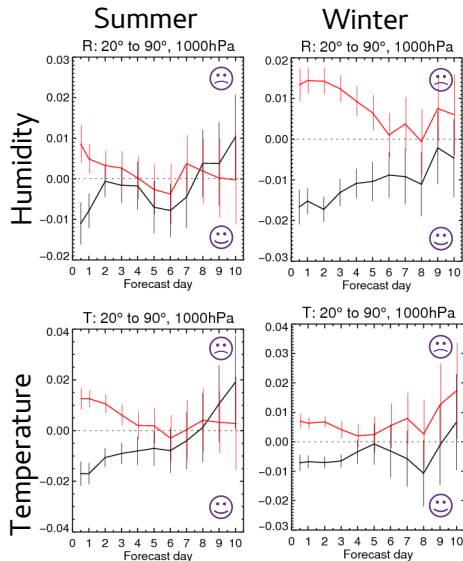 Summer
Winter
R: 20° to 90°, 1000hPa
R: 20° to 90°, 1000hPa
Humidity
0.03
0.02
0.01
0.00
−0.01
−0.02
0 1 2 3 4 5 6 7 8 9 10
Forecast day
0.02
0.01
0.00
−0.01
−0.02
−0.03
0 1 2 3 4 5 6 7 8 9 10
Forecast day
T: 20° to 90°, 1000hPa
T: 20° to 90°, 1000hPa
Temperature
0.04
0.02
0.00
−0.02
−0.04
0 1 2 3 4 5 6 7 8 9 10
Forecast day
0.04
0.03
0.02
0.01
0.00
−0.01
−0.02
−0.03
0 1 2 3 4 5 6 7 8 9 10
Forecast day